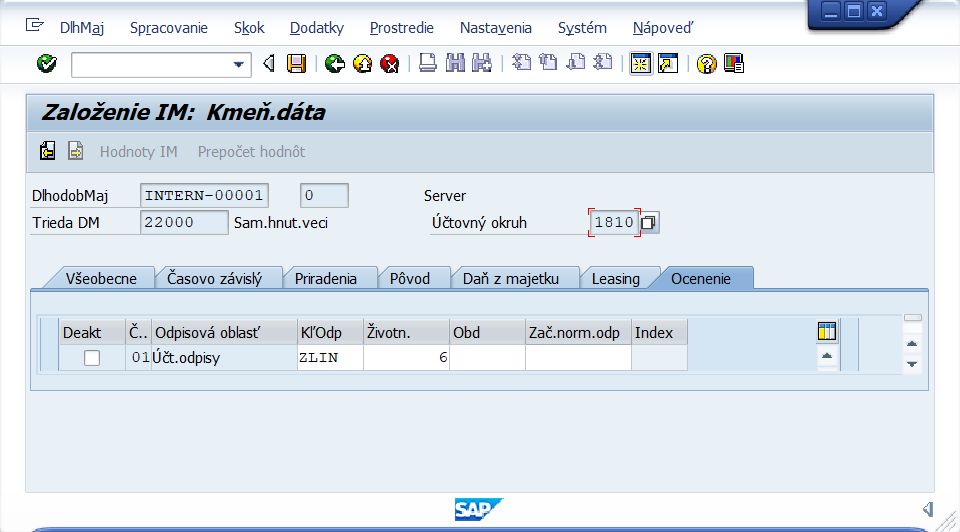 DlhMaj Spracovanie Skok Dodatky Prostredie Nastavenia Systém Nápoveď
Založenie IM: Kmeň.dáta
Hodnoty IM Prepočet hodnôt
DlhodobMaj INTERN-00001 0 Server
Trieda DM 22000 Sam.hnut.veci Účtovný okruh 1810
Všeobecne Časovo závislý Priradenia Pôvod Daň z majetku Leasing Ocenenie
Deakt Č.. Odpisová oblasť KľOdp Životn. Obd Zač.norm.odp Index
01 Účt.odpisy ZLIN 6
SAP